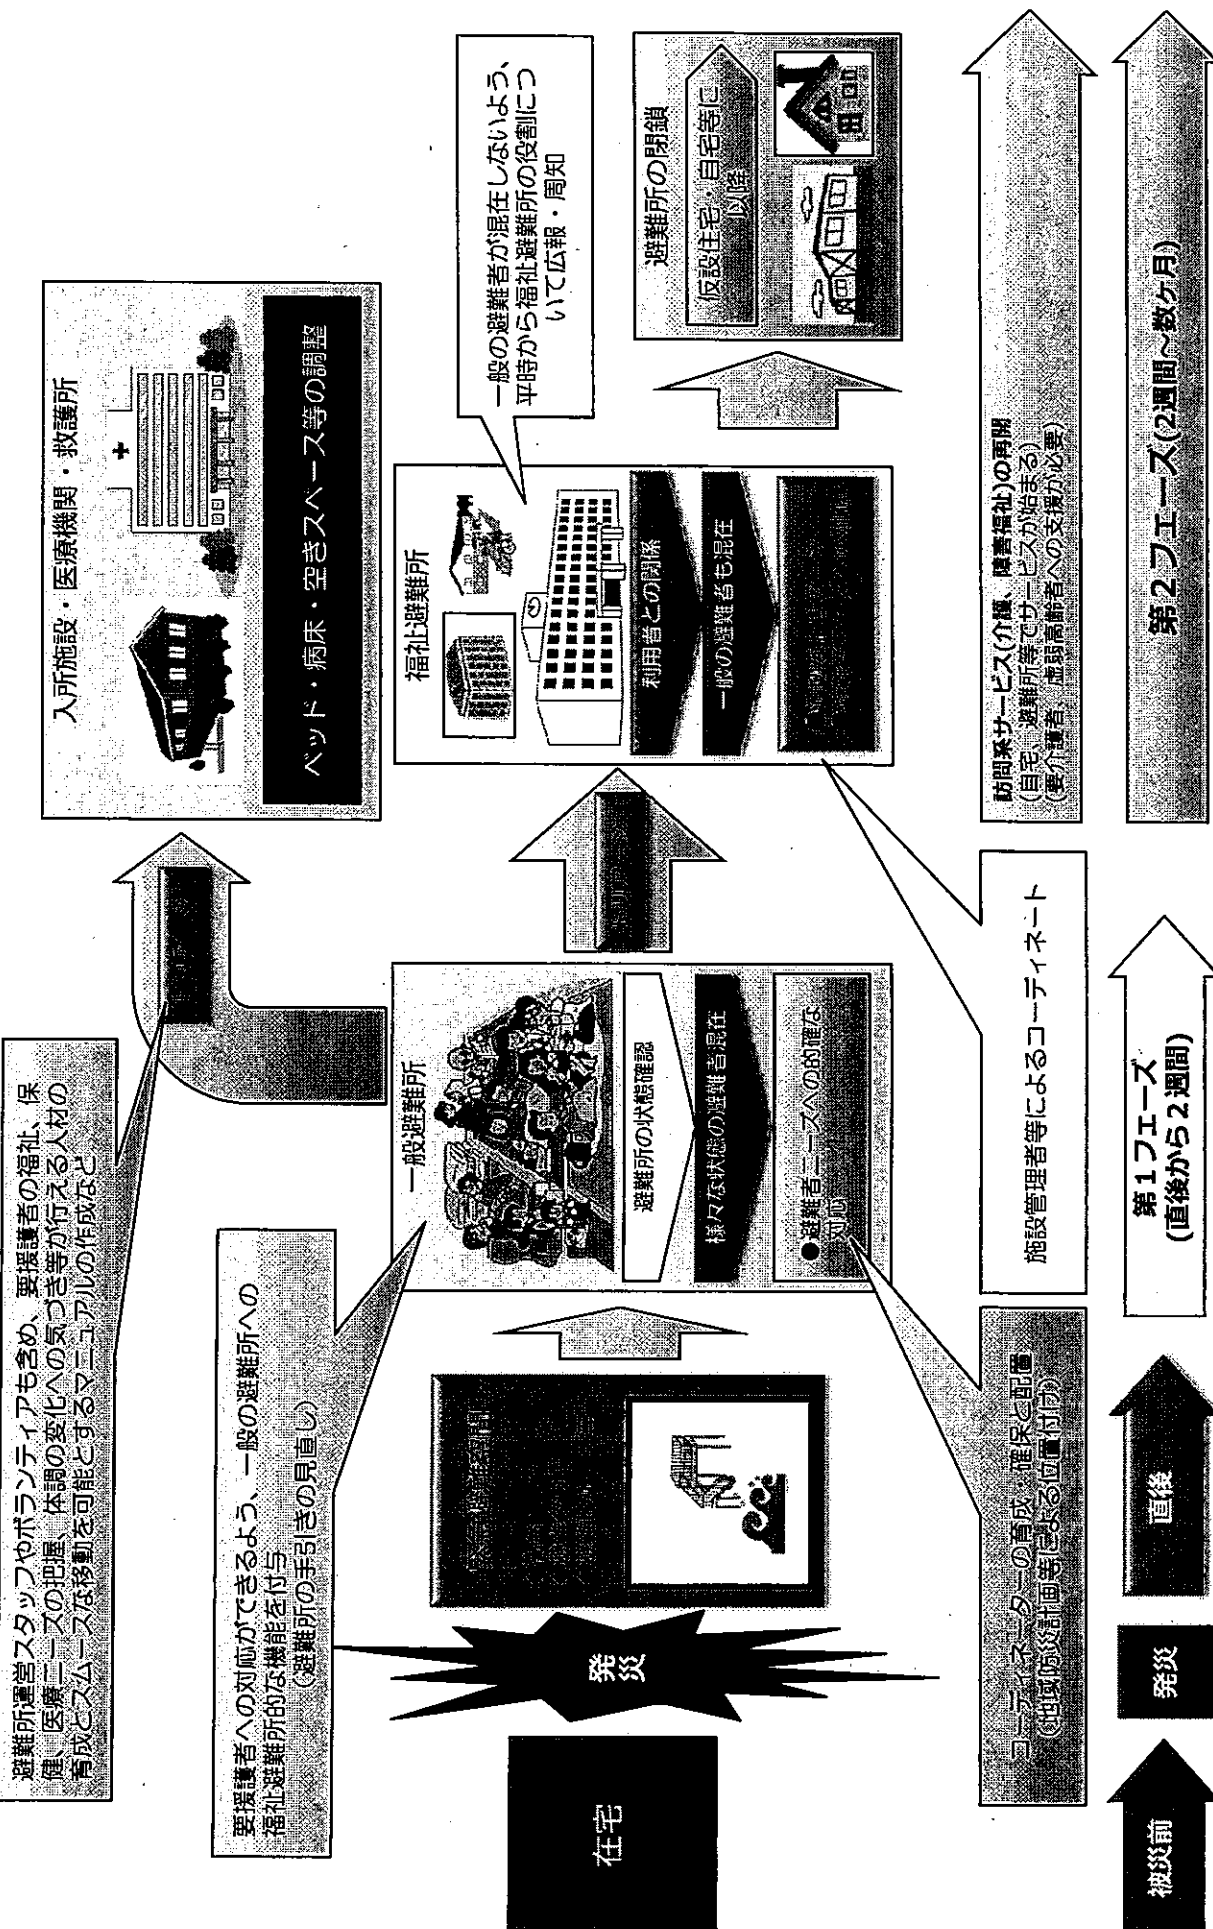 避難所運営スタッフやボランティアも含め、要援護者の福祉、保
健、医療ニーズの把握、体調の変化への気づき等が行える人材の
育成とスムーズな移動を可能とするマニュアルの作成など
要援護者への対応ができるよう、一般の避難所への
福祉避難所的な機能を付与
(避難所の手引きの見直し)
在宅
発災
一般避難所
避難所の状態確認
様々な状態の避難者混在
●避難者ニーズへの的確な
対応
入所施設・医療機関・救護所
ベッド・病床・空きスペース等の調整
福祉避難所
利用者との関係
一般の避難者も混在
一般の避難者が混在しないよう、
平時から福祉避難所の役割につ
いて広報・周知
避難所の閉鎖
仮設住宅・自宅等に
以降
コーディネーターの育成・確保と配置
(地域防災計画等による位置付け)
施設管理者等によるコーディネート
訪問系サービス(介護、障害福祉)の再開
(自宅、避難所等でサービスが始まる)
(要介護者、虚弱高齢者への支援が必要)
被災前
発災
直後
第1フェーズ
(直後から2週間)
第2フェーズ(2週間～数ヶ月)